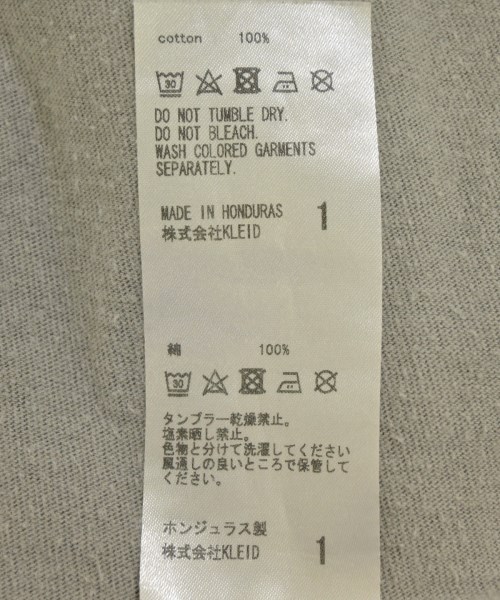 cotton 100%
30
DO NOT TUMBLE DRY.
DO NOT BLEACH.
WASH COLORED GARMENTS
SEPARATELY.
MADE IN HONDURAS 1
株式会社KLEID
綿 100%
30
タンブラー乾燥禁止。
塩素晒し禁止。
色物と分けて洗濯してください
風通しの良いところで保管して
ください。
ホンジュラス製
株式会社KLEID 1